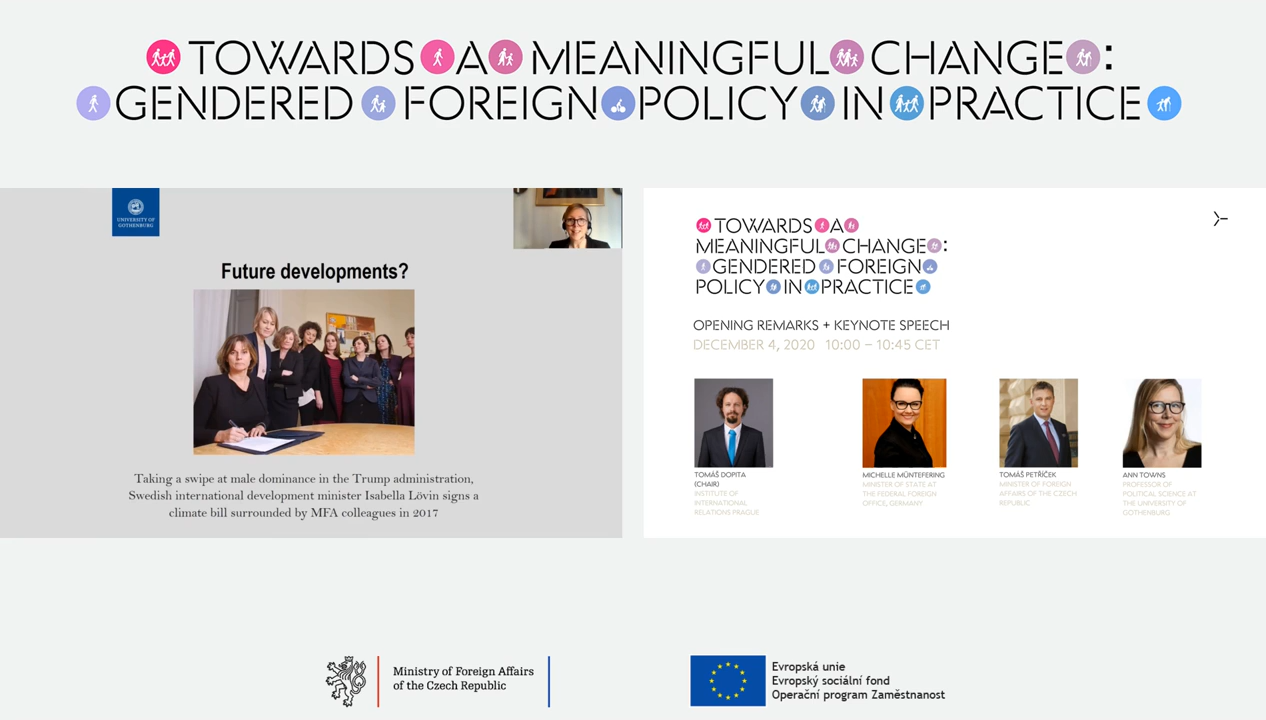 TOWARDS A MEANINGFUL CHANGE:
GENDERED FOREIGN POLICY IN PRACTICE
UNIVERSITY OF
GOTHENBURG
Future developments?
Taking a swipe at male dominance in the Trump administration,
Swedish international development minister Isabella Lövin signs a
climate bill surrounded by MFA colleagues in 2017
TOWARDS A
MEANINGFUL CHANGE:
GENDERED FOREIGN
POLICY IN PRACTICE
OPENING REMARKS + KEYNOTE SPEECH
DECEMBER 4, 2020 10:00 – 10:45 CET
TOMÁŠ DOPITA
(CHAIR)
INSTITUTE OF
INTERNATIONAL
RELATIONS PRAGUE
MICHELLE MÜNTEFERING
MINISTER OF STATE AT
THE FEDERAL FOREIGN
OFFICE, GERMANY
TOMÁŠ PETŘÍČEK
MINISTER OF FOREIGN
AFFAIRS OF THE CZECH
REPUBLIC
ANN TOWNS
PROFESSOR OF
POLITICAL SCIENCE AT
THE UNIVERSITY OF
GOTHENBURG
Ministry of Foreign Affairs
of the Czech Republic
Evropská unie
Evropský sociální fond
Operační program Zaměstnanost